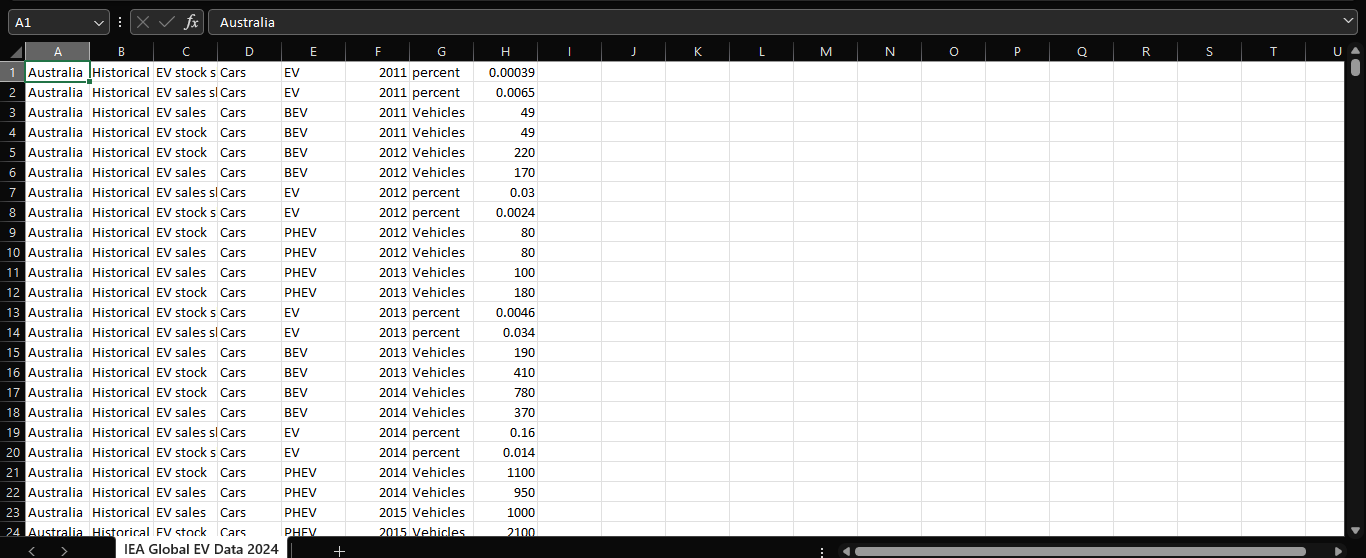 A1 fx Australia
A B C D E F G H I J K L M N O P Q R S T U
1 Australia Historical EV stock s Cars EV 2011 percent 0.00039
2 Australia Historical EV sales sl Cars EV 2011 percent 0.0065
3 Australia Historical EV sales Cars BEV 2011 Vehicles 49
4 Australia Historical EV stock Cars BEV 2011 Vehicles 49
5 Australia Historical EV stock Cars BEV 2012 Vehicles 220
6 Australia Historical EV sales Cars BEV 2012 Vehicles 170
7 Australia Historical EV sales sl Cars EV 2012 percent 0.03
8 Australia Historical EV stock s Cars EV 2012 percent 0.0024
9 Australia Historical EV stock Cars PHEV 2012 Vehicles 80
10 Australia Historical EV sales Cars PHEV 2012 Vehicles 80
11 Australia Historical EV sales Cars PHEV 2013 Vehicles 100
12 Australia Historical EV stock Cars PHEV 2013 Vehicles 180
13 Australia Historical EV stock s Cars EV 2013 percent 0.0046
14 Australia Historical EV sales sl Cars EV 2013 percent 0.034
15 Australia Historical EV sales Cars BEV 2013 Vehicles 190
16 Australia Historical EV stock Cars BEV 2013 Vehicles 410
17 Australia Historical EV stock Cars BEV 2014 Vehicles 780
18 Australia Historical EV sales Cars BEV 2014 Vehicles 370
19 Australia Historical EV sales sl Cars EV 2014 percent 0.16
20 Australia Historical EV stock s Cars EV 2014 percent 0.014
21 Australia Historical EV stock Cars PHEV 2014 Vehicles 1100
22 Australia Historical EV sales Cars PHEV 2014 Vehicles 950
23 Australia Historical EV sales Cars PHEV 2015 Vehicles 1000
24 Australia Historical EV stock Cars PHEV 2015 Vehicles 2100
IEA Global EV Data 2024